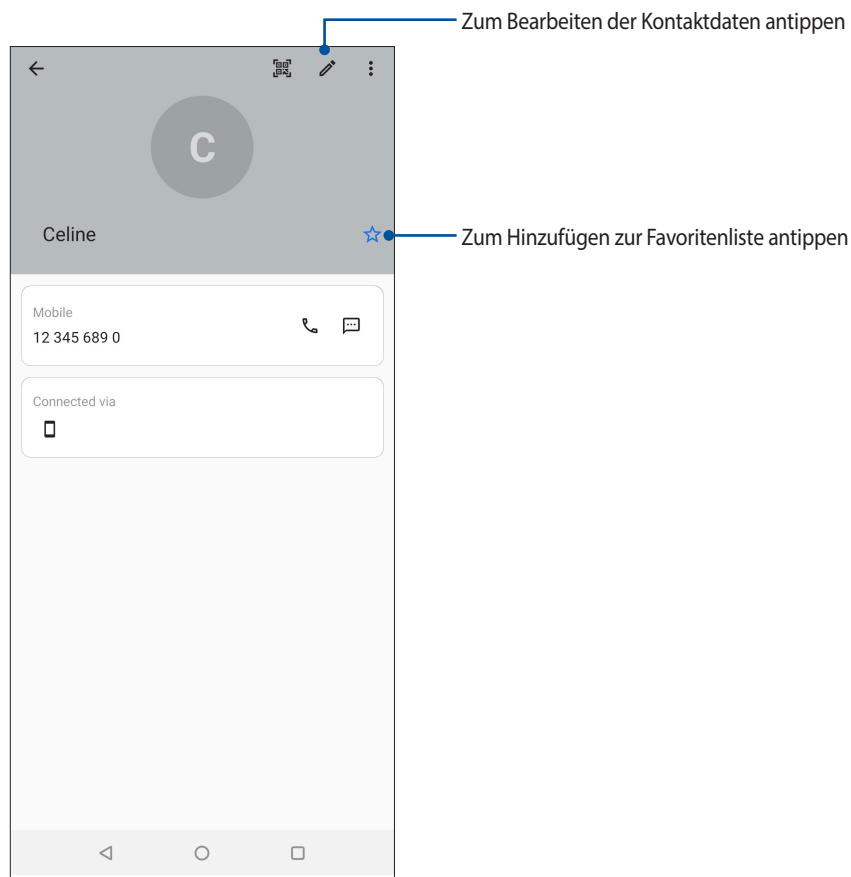 Zum Bearbeiten der Kontaktdaten antippen
C
Celine
Zum Hinzufügen zur Favoritenliste antippen
Mobile
12 345 689 0
Connected via